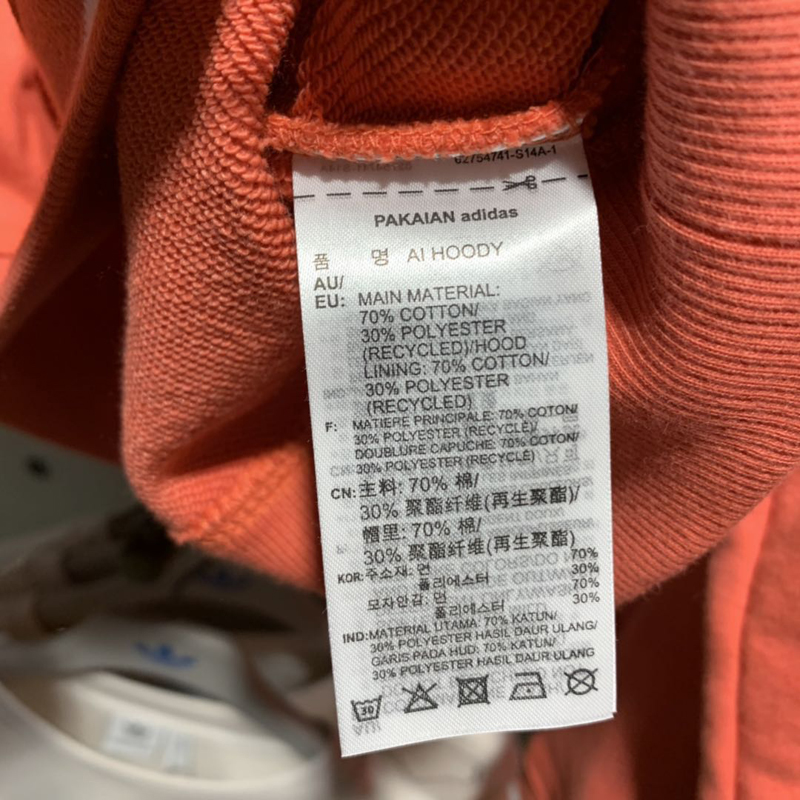 62754741-S14A-1
PAKAIAN adidas
품 명 AI HOODY
AU/
EU: MAIN MATERIAL:
70% COTTON/
30% POLYESTER
(RECYCLED)/HOOD
LINING: 70% COTTON/
30% POLYESTER
(RECYCLED)
F: MATIERE PRINCIPALE: 70% COTON/
30% POLYESTER (RECYCLÉ)/
DOUBLURE CAPUCHE: 70% COTON/
30% POLYESTER (RECYCLÉ)
CN: 主料: 70% 棉/
30% 聚酯纤维(再生聚酯)/
帽里: 70% 棉/
30% 聚酯纤维(再生聚酯)
KOR: 주소재: 면 70%
폴리에스터 30%
모자안감: 면 70%
폴리에스터 30%
IND: MATERIAL UTAMA: 70% KATUN/
30% POLYESTER HASIL DAUR ULANG/
GARIS PADA HUD: 70% KATUN/
30% POLYESTER HASIL DAUR ULANG
30